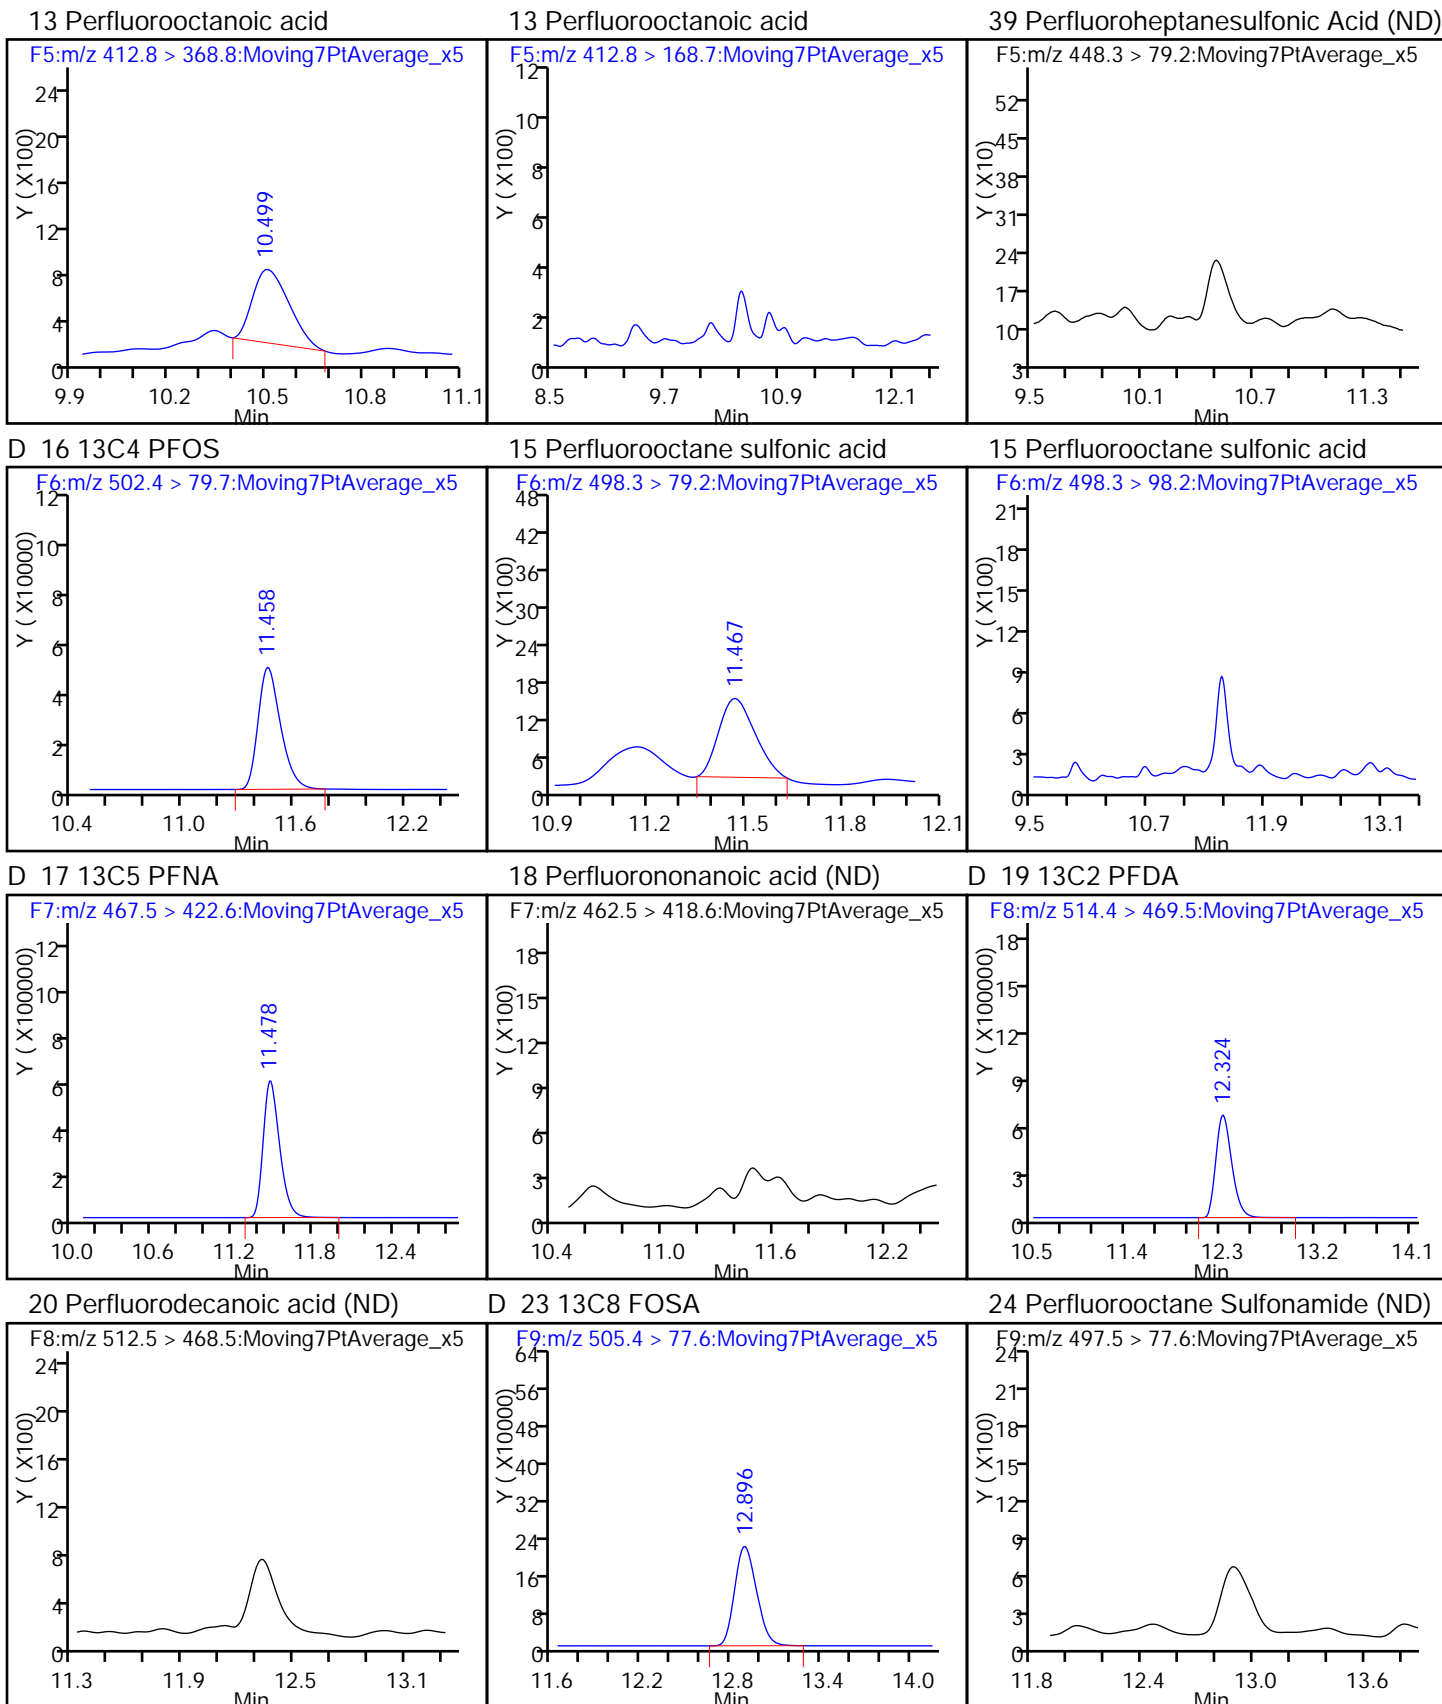 13 Perfluorooctanoic acid
F5:m/z 412.8 > 368.8:Moving7PtAverage_x5
Y ( X100)
24
20
16
12
8
4
0
10.499
9.9 10.2 10.5 10.8 11.1
Min
13 Perfluorooctanoic acid
F5:m/z 412.8 > 168.7:Moving7PtAverage_x5
Y ( X100)
12
10
8
6
4
2
0
8.5 9.7 10.9 12.1
Min
39 Perfluoroheptanesulfonic Acid (ND)
F5:m/z 448.3 > 79.2:Moving7PtAverage_x5
Y ( X10)
52
45
38
31
24
17
10
3
9.5 10.1 10.7 11.3
Min
D 16 13C4 PFOS
F6:m/z 502.4 > 79.7:Moving7PtAverage_x5
Y ( X10000)
12
10
8
6
4
2
0
11.458
10.4 11.0 11.6 12.2
Min
15 Perfluorooctane sulfonic acid
F6:m/z 498.3 > 79.2:Moving7PtAverage_x5
Y ( X100)
48
42
36
30
24
18
12
6
0
11.467
10.9 11.2 11.5 11.8 12.1
Min
15 Perfluorooctane sulfonic acid
F6:m/z 498.3 > 98.2:Moving7PtAverage_x5
Y ( X100)
21
18
15
12
9
6
3
0
9.5 10.7 11.9 13.1
Min
D 17 13C5 PFNA
F7:m/z 467.5 > 422.6:Moving7PtAverage_x5
Y ( X100000)
12
10
8
6
4
2
0
11.478
10.0 10.6 11.2 11.8 12.4
Min
18 Perfluorononanoic acid (ND)
F7:m/z 462.5 > 418.6:Moving7PtAverage_x5
Y ( X100)
18
15
12
9
6
3
0
10.4 11.0 11.6 12.2
Min
D 19 13C2 PFDA
F8:m/z 514.4 > 469.5:Moving7PtAverage_x5
Y ( X100000)
18
15
12
9
6
3
0
12.324
10.5 11.4 12.3 13.2 14.1
Min
20 Perfluorodecanoic acid (ND)
F8:m/z 512.5 > 468.5:Moving7PtAverage_x5
Y ( X100)
24
20
16
12
8
4
0
11.3 11.9 12.5 13.1
Min
D 23 13C8 FOSA
F9:m/z 505.4 > 77.6:Moving7PtAverage_x5
Y ( X10000)
64
56
48
40
32
24
16
8
0
12.896
11.6 12.2 12.8 13.4 14.0
Min
24 Perfluorooctane Sulfonamide (ND)
F9:m/z 497.5 > 77.6:Moving7PtAverage_x5
Y ( X100)
24
21
18
15
12
9
6
3
0
11.8 12.4 13.0 13.6
Min